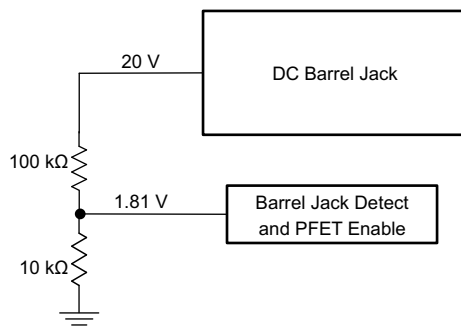 20 V
DC Barrel Jack
100 kΩ
1.81 V
Barrel Jack Detect
and PFET Enable
10 kΩ